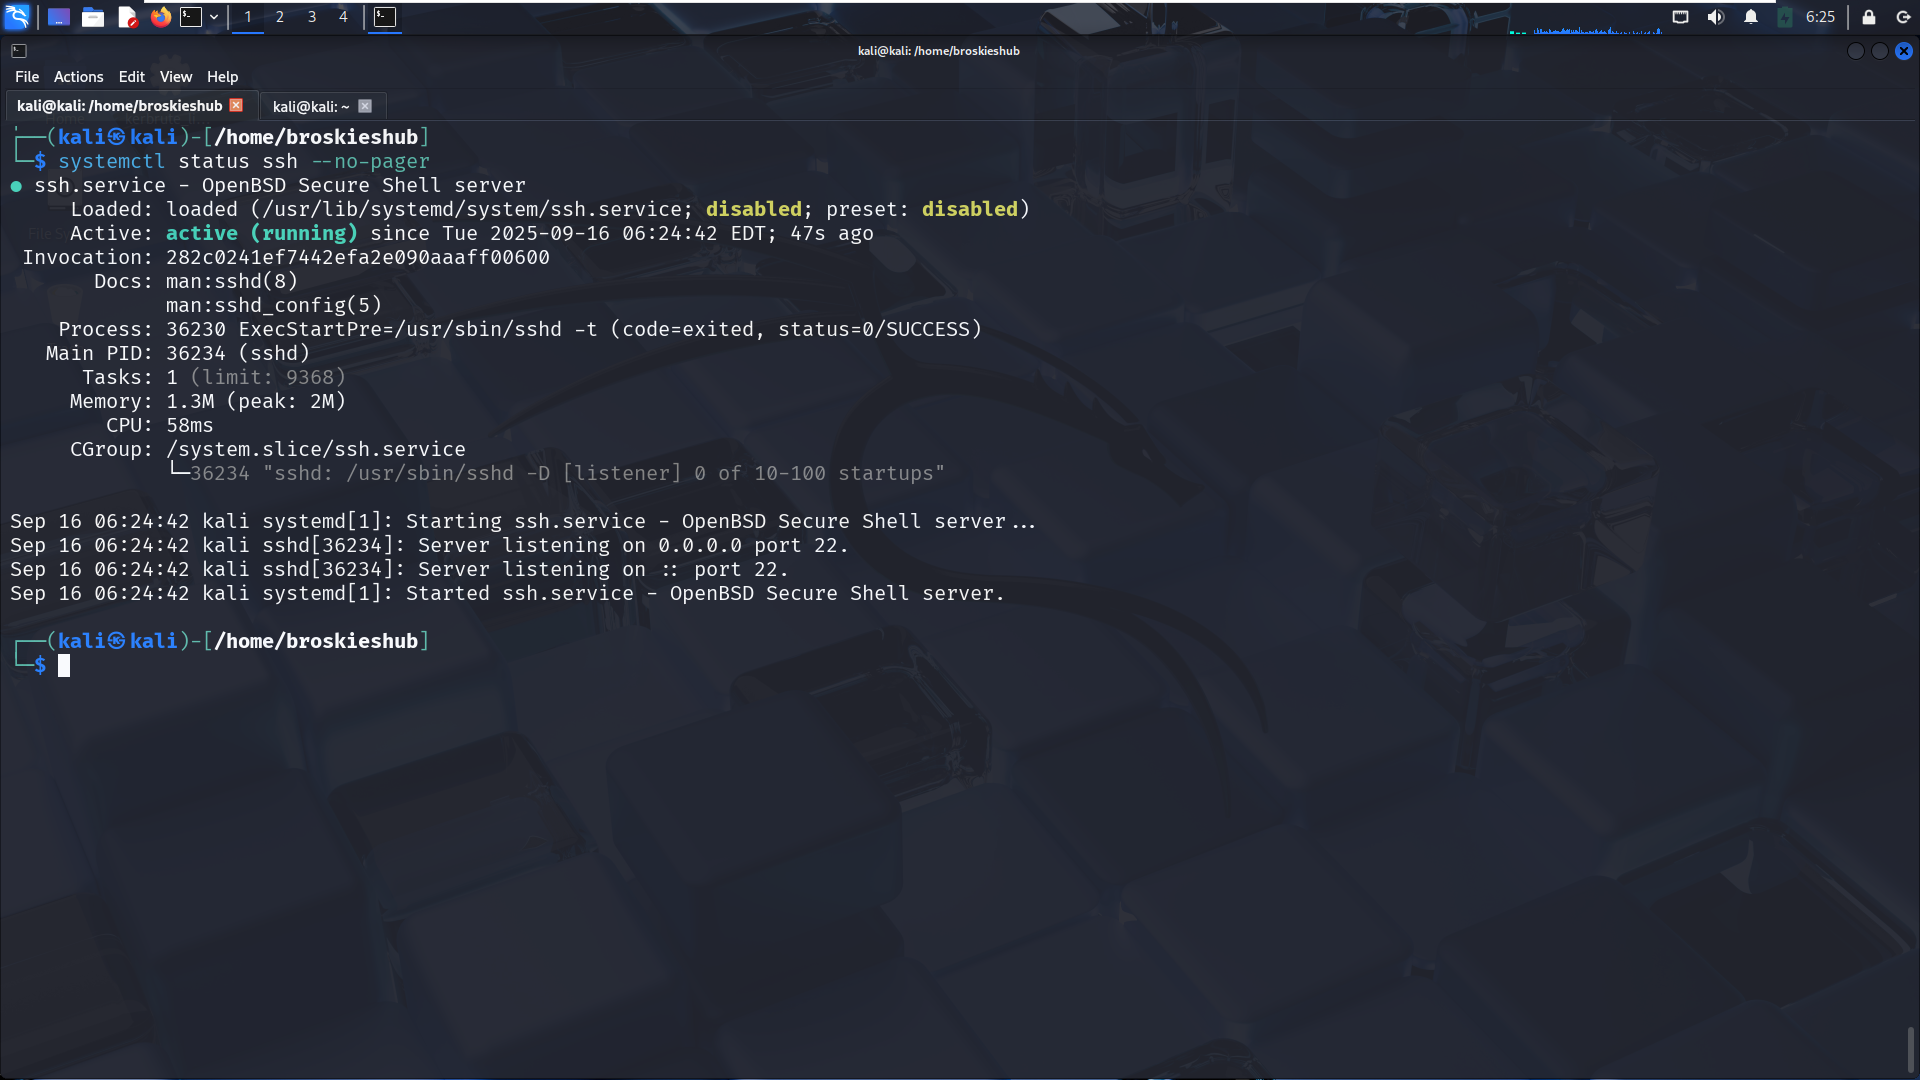 1 2 3 4 6:25
kali@kali: /home/broskieshub
File Actions Edit View Help
kali@kali: /home/broskieshub kali@kali: ~
┌──(kali㉿kali)-[/home/broskieshub]
└─$ systemctl status ssh --no-pager
● ssh.service - OpenBSD Secure Shell server
Loaded: loaded (/usr/lib/systemd/system/ssh.service; disabled; preset: disabled)
Active: active (running) since Tue 2025-09-16 06:24:42 EDT; 47s ago
Invocation: 282c0241ef7442efa2e090aaaff00600
Docs: man:sshd(8)
man:sshd_config(5)
Process: 36230 ExecStartPre=/usr/sbin/sshd -t (code=exited, status=0/SUCCESS)
Main PID: 36234 (sshd)
Tasks: 1 (limit: 9368)
Memory: 1.3M (peak: 2M)
CPU: 58ms
CGroup: /system.slice/ssh.service
└─36234 "sshd: /usr/sbin/sshd -D [listener] 0 of 10-100 startups"
Sep 16 06:24:42 kali systemd[1]: Starting ssh.service - OpenBSD Secure Shell server...
Sep 16 06:24:42 kali sshd[36234]: Server listening on 0.0.0.0 port 22.
Sep 16 06:24:42 kali sshd[36234]: Server listening on :: port 22.
Sep 16 06:24:42 kali systemd[1]: Started ssh.service - OpenBSD Secure Shell server.
┌──(kali㉿kali)-[/home/broskieshub]
└─$